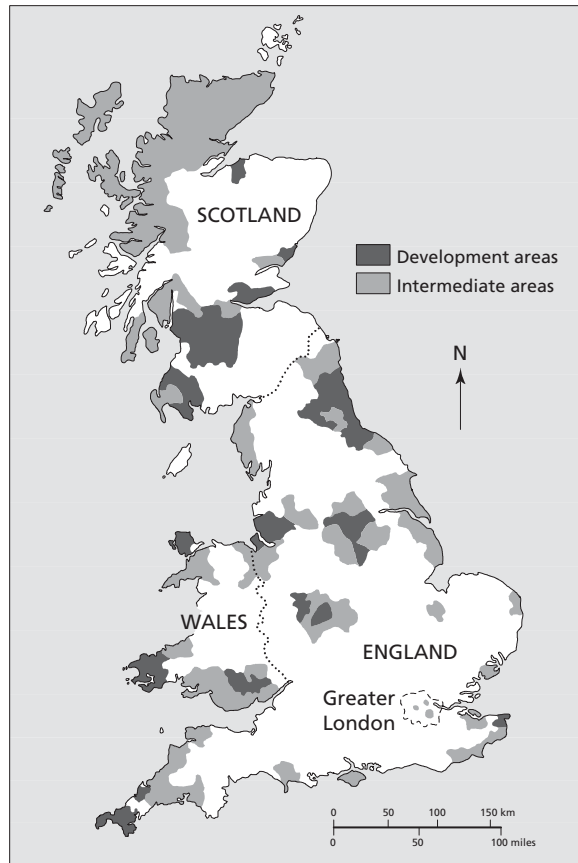 SCOTLAND
Development areas
Intermediate areas
N
WALES
ENGLAND
Greater
London
0 50 100 150 km
0 50 100 miles